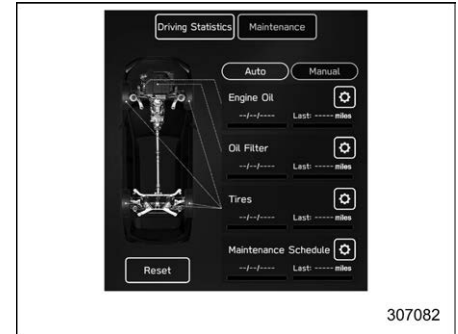 Driving Statistics Maintenance
Auto Manual
Engine Oil
--/--/---- Last: ----- miles
Oil Filter
--/--/---- Last: ----- miles
Tires
--/--/---- Last: ----- miles
Maintenance Schedule
--/--/---- Last: ----- miles
Reset
307082